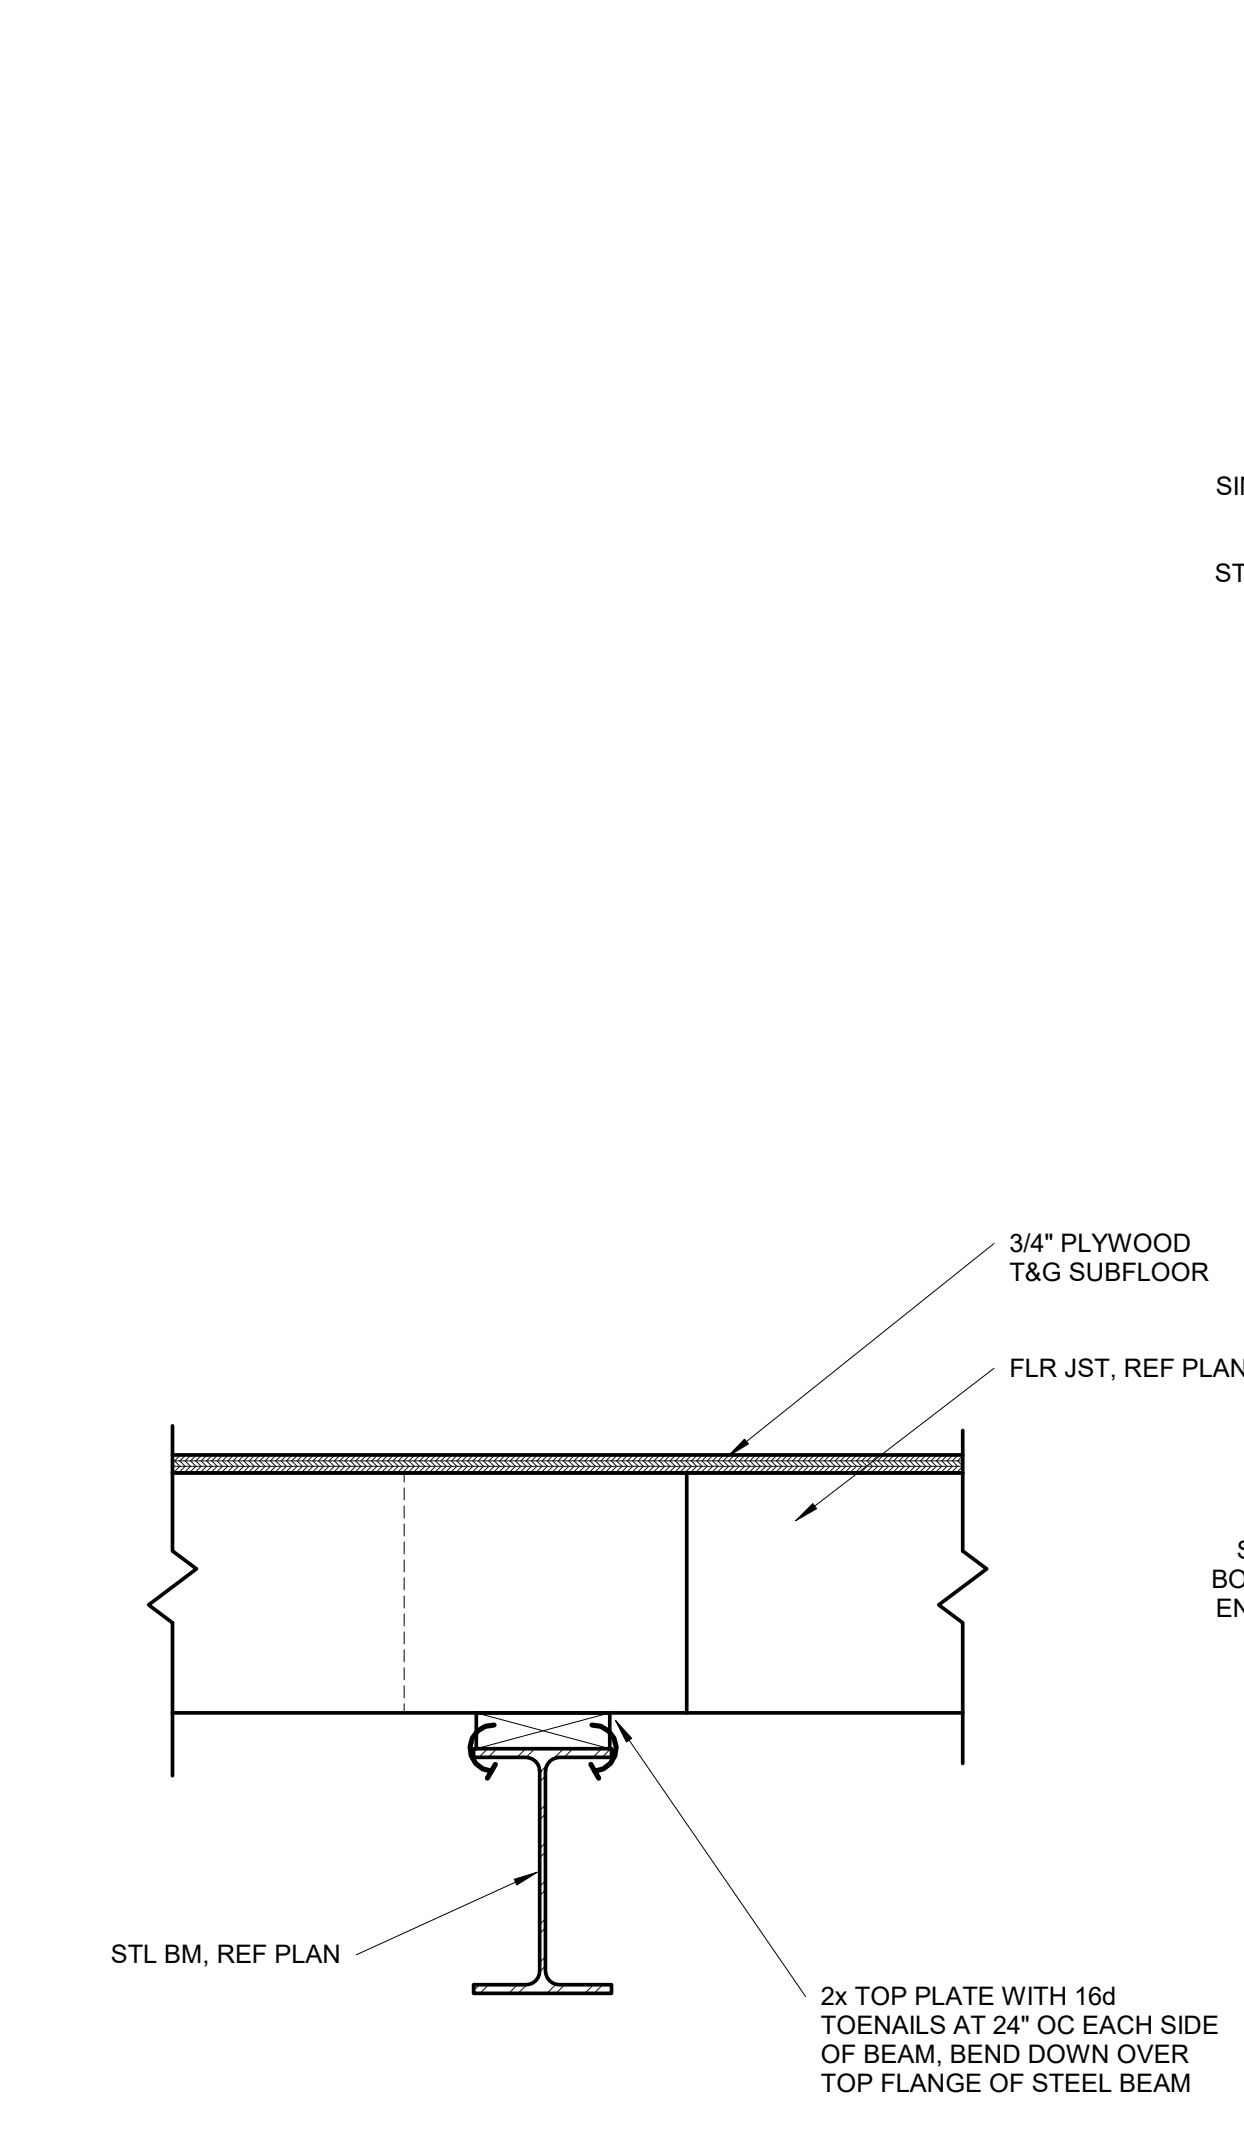 3/4" PLYWOOD
T&G SUBFLOOR
FLR JST, REF PLAN
STL BM, REF PLAN
2x TOP PLATE WITH 16d
TOENAILS AT 24" OC EACH SIDE
OF BEAM, BEND DOWN OVER
TOP FLANGE OF STEEL BEAM